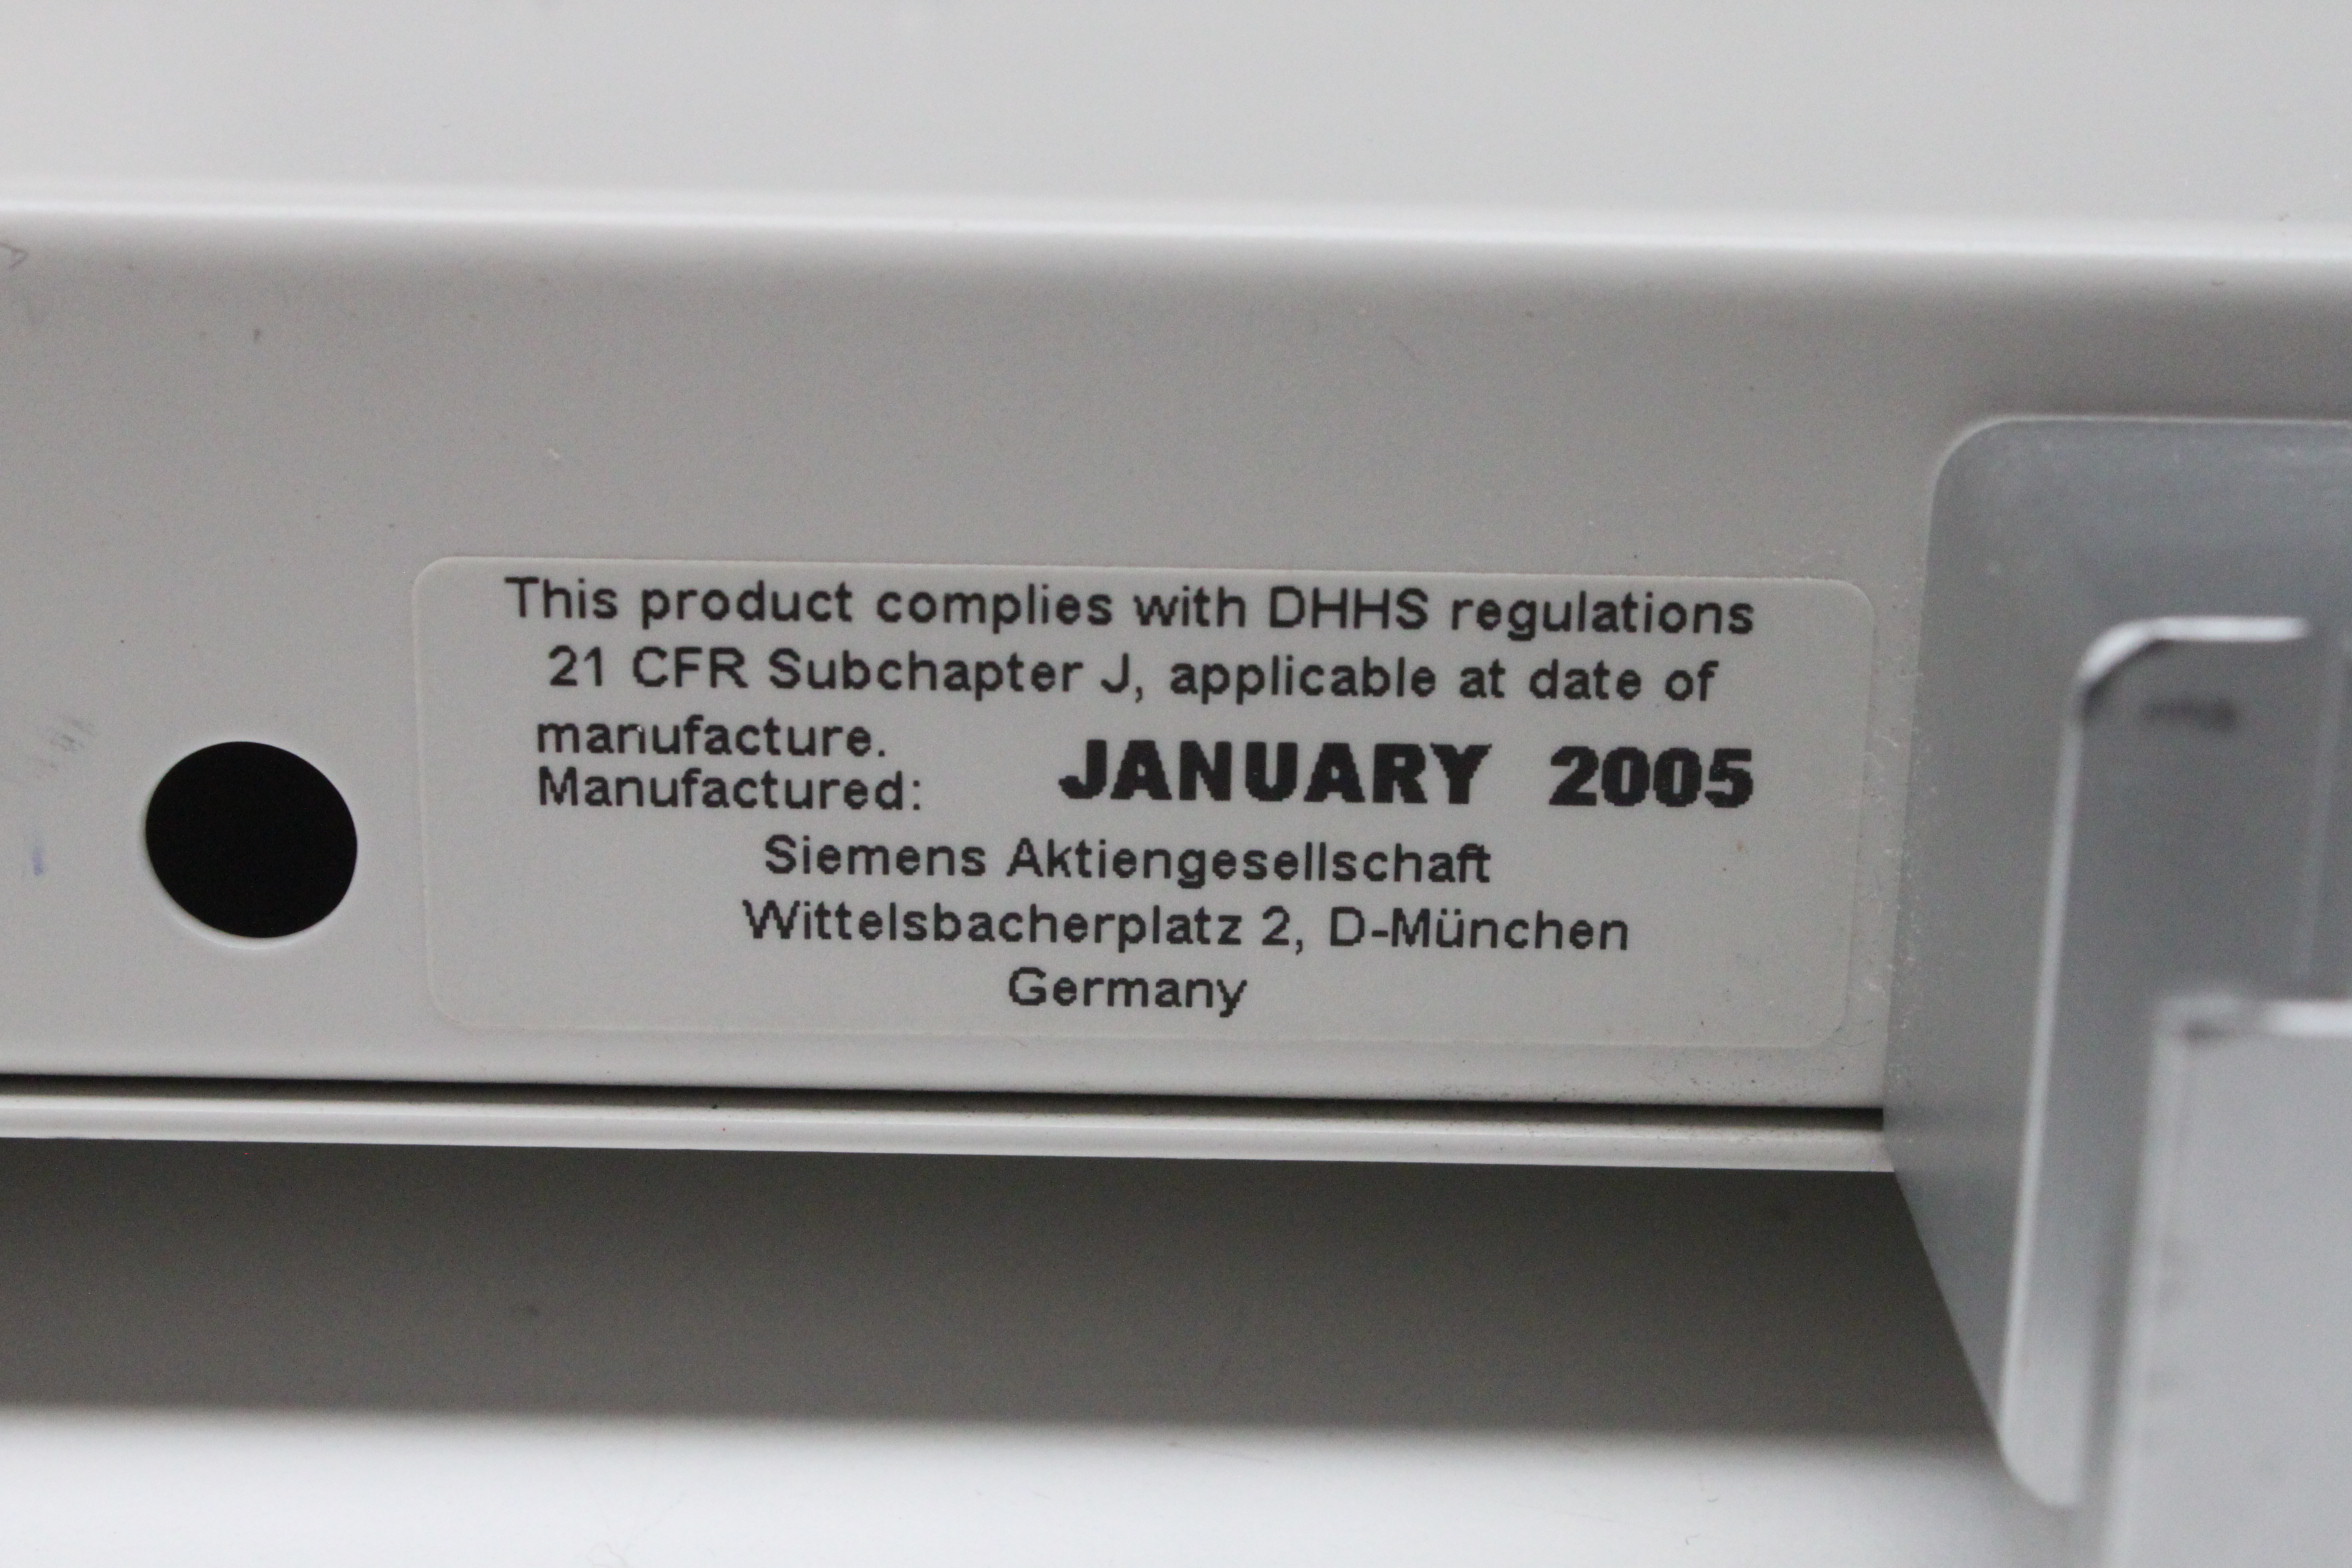 This product complies with DHHS regulations
21 CFR Subchapter J, applicable at date of
manufacture.
Manufactured: JANUARY 2005
Siemens Aktiengesellschaft
Wittelsbacherplatz 2, D-München
Germany